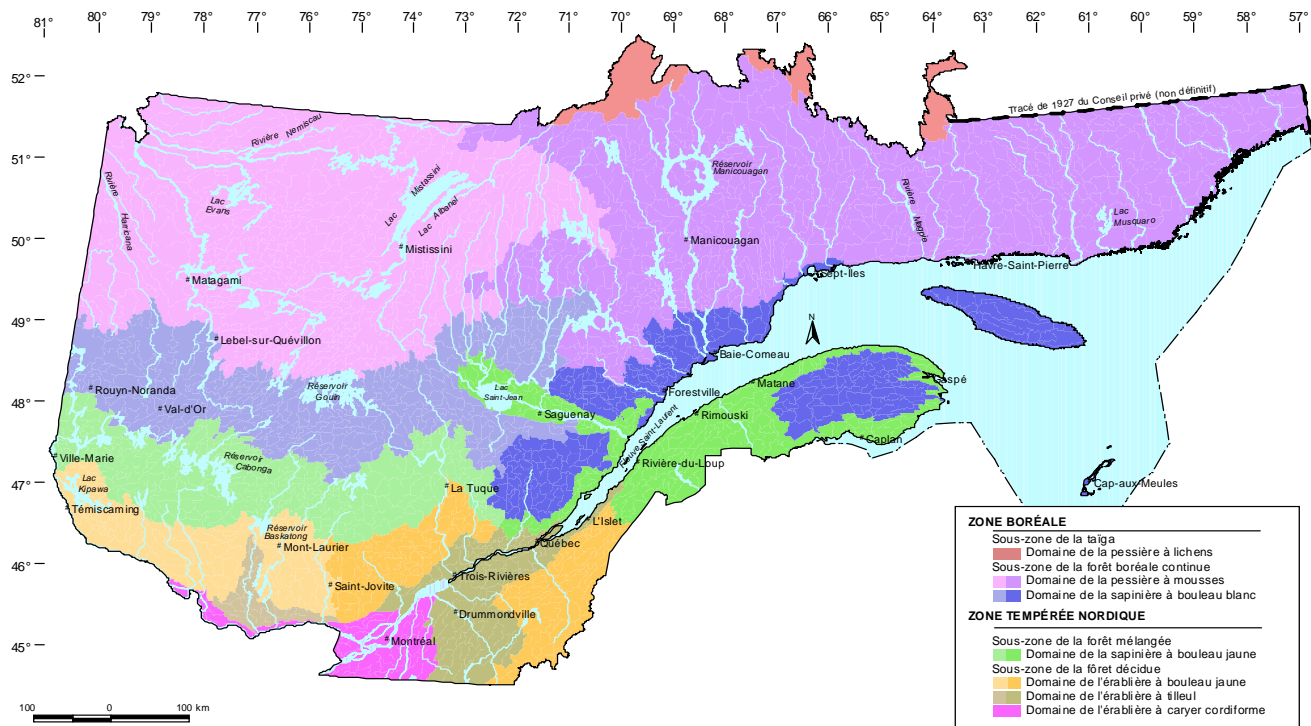 81° 80° 79° 78° 77° 76° 75° 74° 73° 72° 71° 70° 69° 68° 67° 66° 65° 64° 63° 62° 61° 60° 59° 58° 57°
52°
51°
50°
49°
48°
47°
46°
45°
Tracé de 1927 du Conseil privé (non définitif)
Rivière Nemiscau
Rivière Harricana
Lac
Evans
Lac Mistassini
Lac Albanel
Réservoir
Manicouagan
Rivière Magpie
Lac
Musquaro
# Mistissini
# Manicouagan
# Matagami
# Sept-Iles
# Havre-Saint-Pierre
# Lebel-sur-Quévillon
# Baie-Comeau
N
# Rouyn-Noranda
Réservoir
Gouin
Lac
Saint-Jean
# Forestville
# Matane
# Gaspé
# Val-d'Or
# Saguenay
# Rimouski
Fleuve Saint-Laurent
# Caplan
# Ville-Marie
Réservoir
Cabonga
# Rivière-du-Loup
Lac
Kipawa
# La Tuque
# Cap-aux-Meules
# Témiscaming
Réservoir
Baskatong
# L'Islet
# Mont-Laurier
# Québec
# Saint-Jovite
# Trois-Rivières
# Drummondville
# Montréal
100 0 100 km
ZONE BORÉALE
Sous-zone de la taïga
Domaine de la pessière à lichens
Sous-zone de la forêt boréale continue
Domaine de la pessière à mousses
Domaine de la sapinière à bouleau blanc
ZONE TEMPÉRÉE NORDIQUE
Sous-zone de la forêt mélangée
Domaine de la sapinière à bouleau jaune
Sous-zone de la fôret décidue
Domaine de l'érablière à bouleau jaune
Domaine de l'érablière à tilleul
Domaine de l'érablière à caryer cordiforme